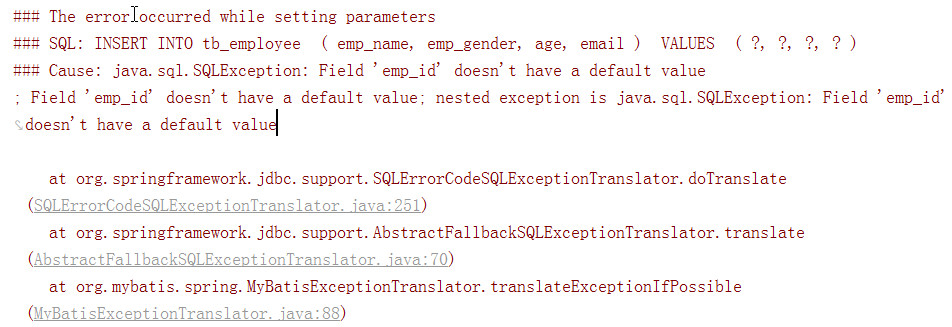 ### The error occurred while setting parameters
### SQL: INSERT INTO tb_employee  ( emp_name, emp_gender, age, email )  VALUES  ( ?, ?, ?, ? )
### Cause: java.sql.SQLException: Field 'emp_id' doesn't have a default value
; Field 'emp_id' doesn't have a default value; nested exception is java.sql.SQLException: Field 'emp_id'
doesn't have a default value
at org.springframework.jdbc.support.SQLErrorCodeSQLExceptionTranslator.doTranslate
(SQLErrorCodeSQLExceptionTranslator.java:251)
at org.springframework.jdbc.support.AbstractFallbackSQLExceptionTranslator.translate
(AbstractFallbackSQLExceptionTranslator.java:70)
at org.mybatis.spring.MyBatisExceptionTranslator.translateExceptionIfPossible
(MyBatisExceptionTranslator.java:88)